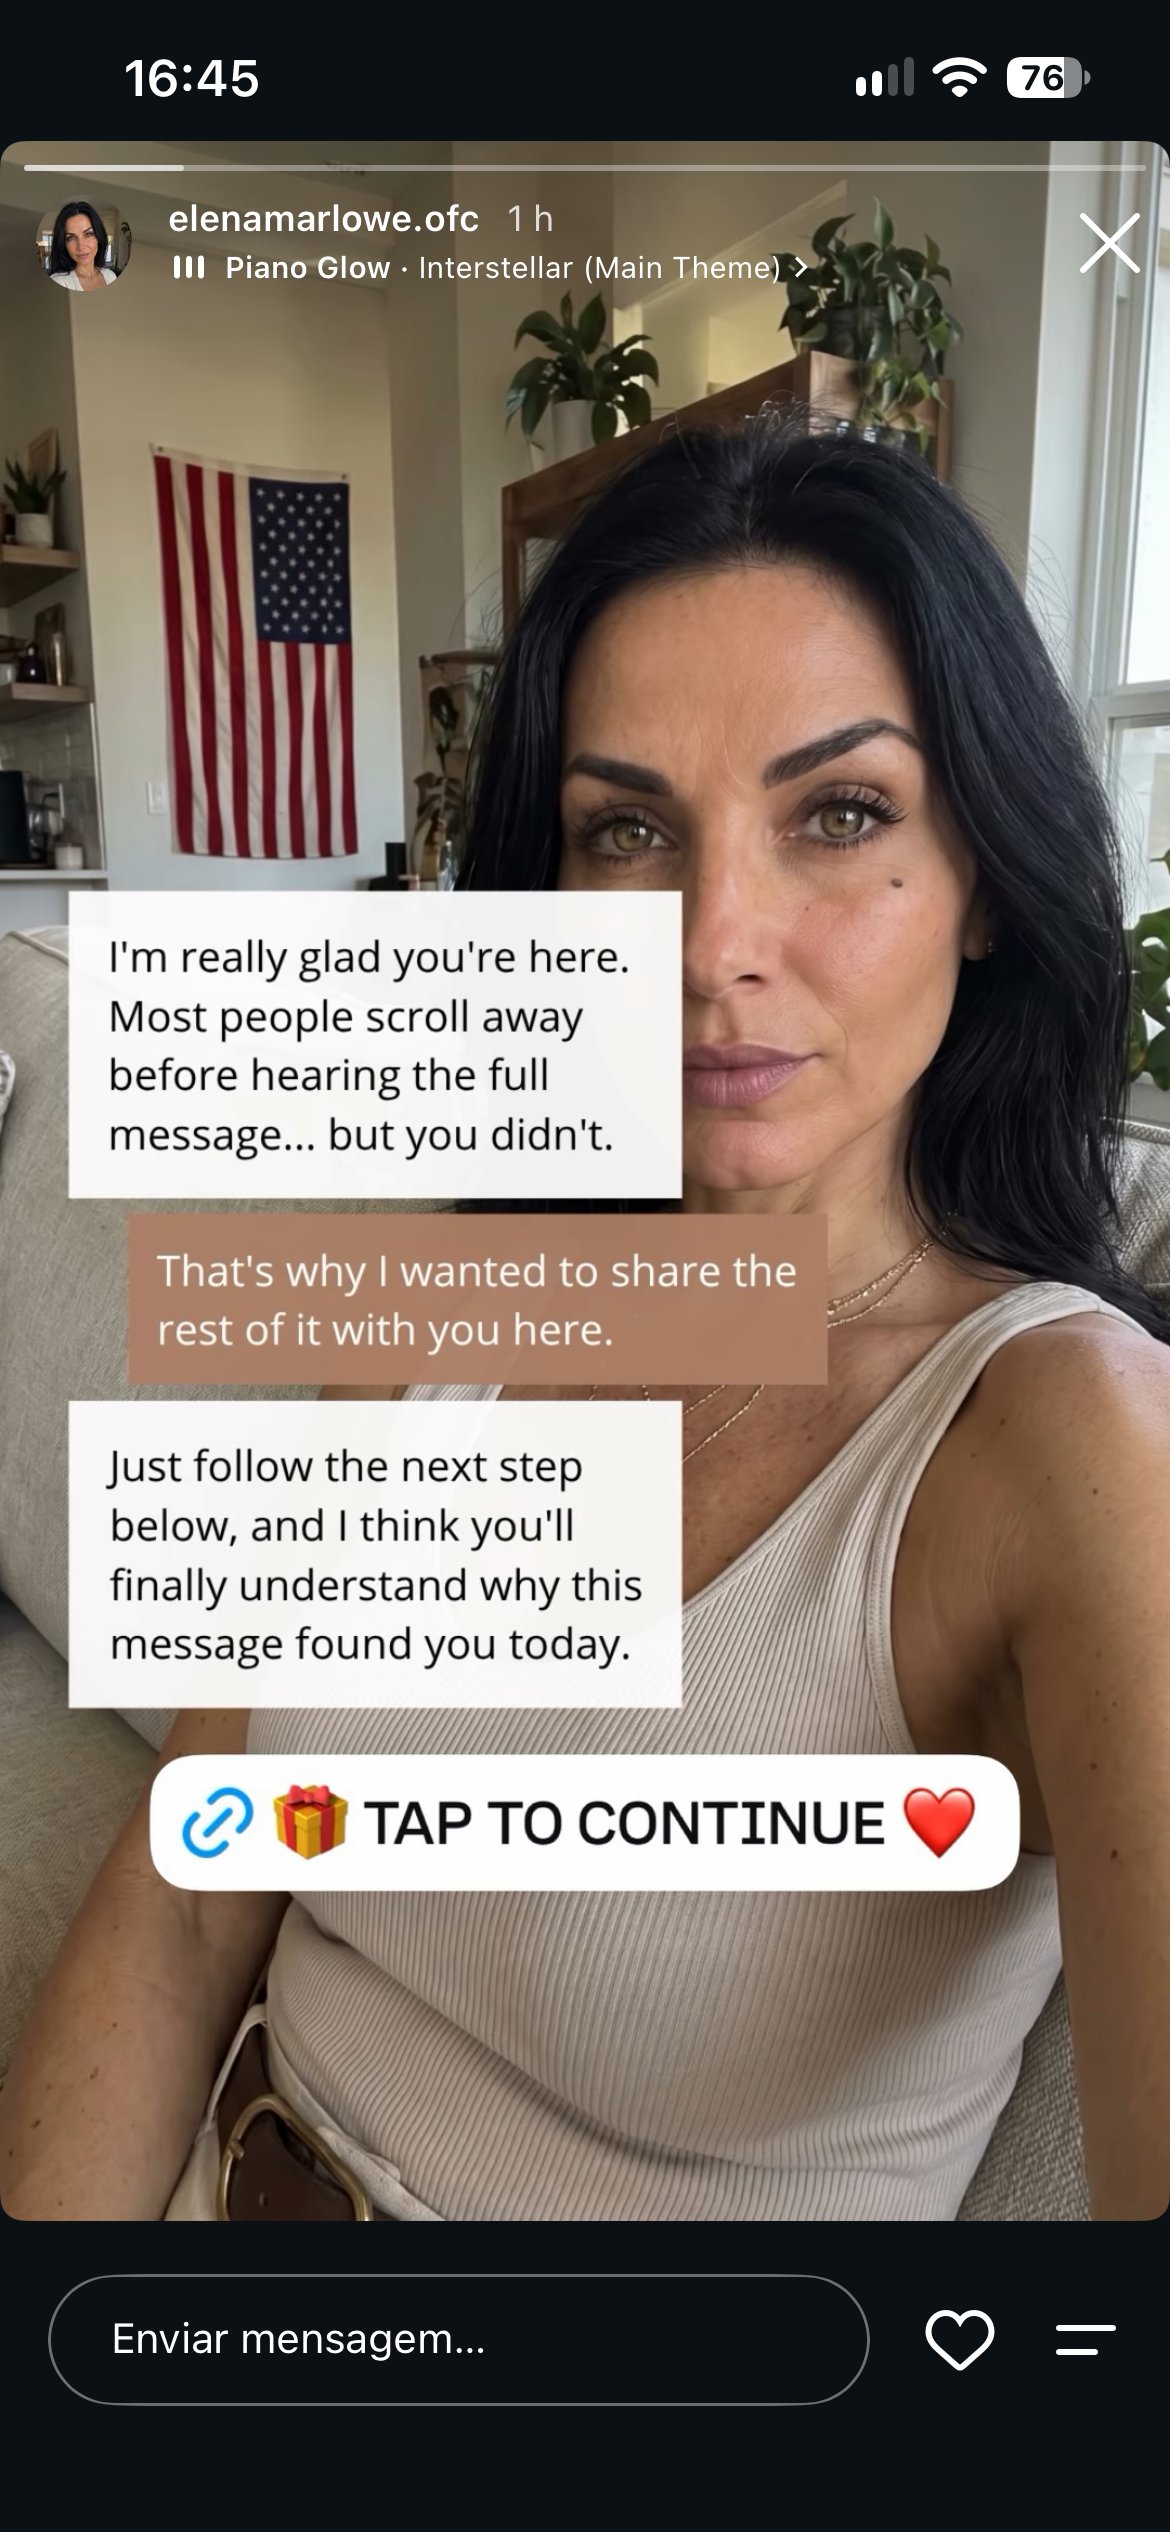 16:45
76
elenamarlowe.ofc 1 h
Piano Glow · Interstellar (Main Theme) >
I'm really glad you're here.
Most people scroll away
before hearing the full
message... but you didn't.
That's why I wanted to share the
rest of it with you here.
Just follow the next step
below, and I think you'll
finally understand why this
message found you today.
🎁 TAP TO CONTINUE ❤️
Enviar mensagem...